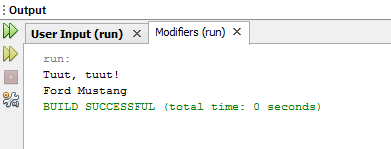 Output
User Input (run) × Modifiers (run) ×
run:
Tuut, tuut!
Ford Mustang
BUILD SUCCESSFUL (total time: 0 seconds)